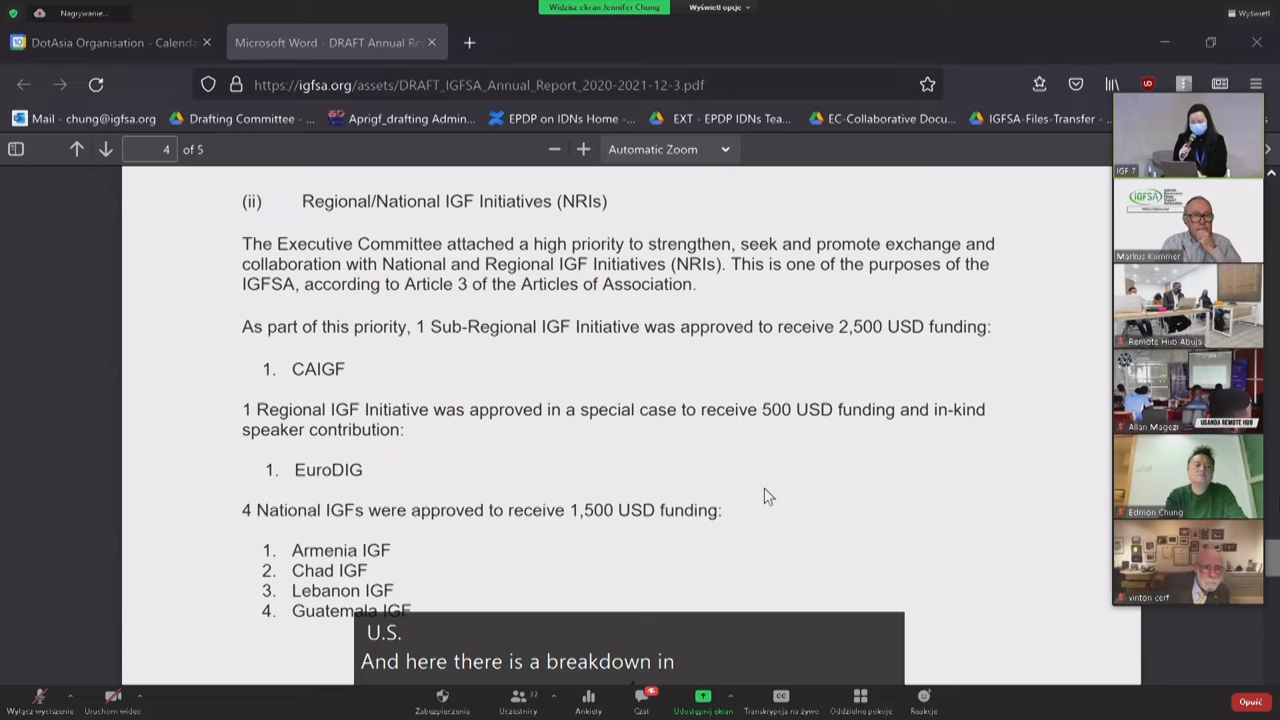 Nagrywanie...
Widzisz ekran Jennifer Chung
Wyświetl opcje
Wyświetl
DotAsia Organisation - Calenda
Microsoft Word - DRAFT Annual Re
https://igfsa.org/assets/DRAFT_IGFSA_Annual_Report_2020-2021-12-3.pdf
Mail - chung@igfsa.org
Drafting Committee - ...
Aprigf_drafting Admin...
EPDP on IDNs Home - ...
EXT - EPDP IDNs Tea...
EC-Collaborative Docu...
IGFSA-Files-Transfer - ...
4 of 5
Automatic Zoom
(ii) Regional/National IGF Initiatives (NRIs)
The Executive Committee attached a high priority to strengthen, seek and promote exchange and
collaboration with National and Regional IGF Initiatives (NRIs). This is one of the purposes of the
IGFSA, according to Article 3 of the Articles of Association.
As part of this priority, 1 Sub-Regional IGF Initiative was approved to receive 2,500 USD funding:
1. CAIGF
1 Regional IGF Initiative was approved in a special case to receive 500 USD funding and in-kind
speaker contribution:
1. EuroDIG
4 National IGFs were approved to receive 1,500 USD funding:
1. Armenia IGF
2. Chad IGF
3. Lebanon IGF
4. Guatemala IGF
U.S.
And here there is a breakdown in
IGF 7
IGFSA
Markus Kummer
Remote Hub Abuja
UGANDA REMOTE HUB
Allan Magezi
Edmon Chung
vinton cerf
Wyłącz wyciszenie
Uruchom wideo
Zabezpieczenia
Uczestnicy
Ankiety
Czat
Udostępnij ekran
Transkrypcja na żywo
Oddzielne pokoje
Reakcje
Opuść